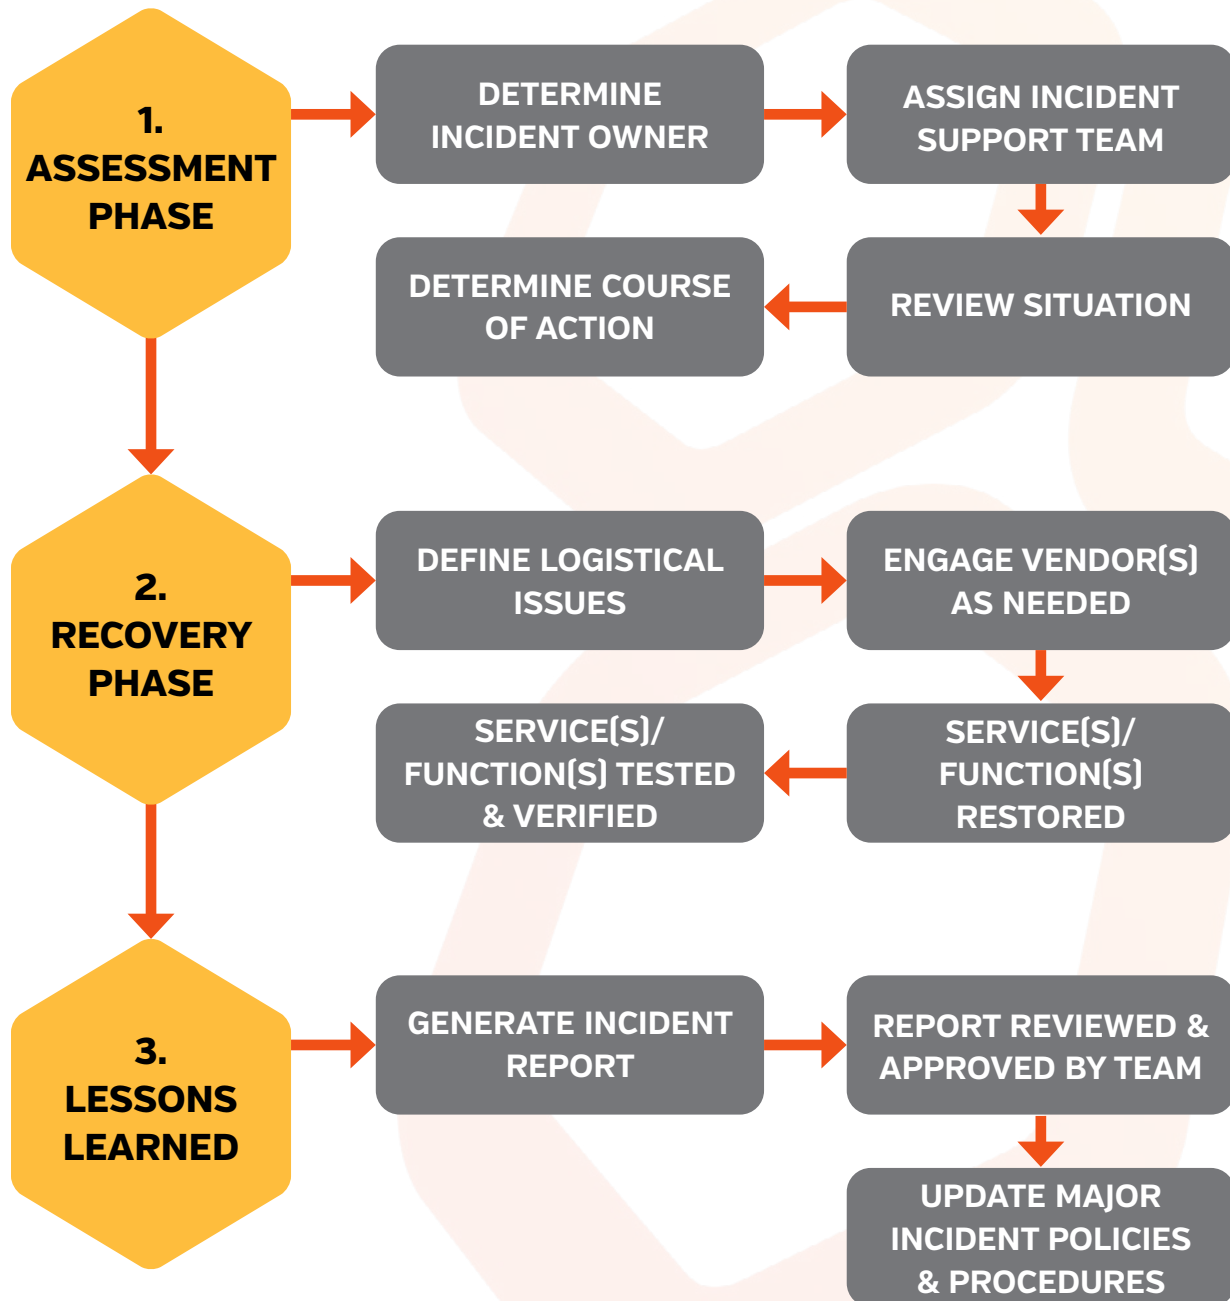 1.
ASSESSMENT
PHASE
DETERMINE
INCIDENT OWNER
ASSIGN INCIDENT
SUPPORT TEAM
REVIEW SITUATION
DETERMINE COURSE
OF ACTION
2.
RECOVERY
PHASE
DEFINE LOGISTICAL
ISSUES
ENGAGE VENDOR(S)
AS NEEDED
SERVICE(S)/
FUNCTION(S)
RESTORED
SERVICE(S)/
FUNCTION(S) TESTED
& VERIFIED
3.
LESSONS
LEARNED
GENERATE INCIDENT
REPORT
REPORT REVIEWED &
APPROVED BY TEAM
UPDATE MAJOR
INCIDENT POLICIES
& PROCEDURES